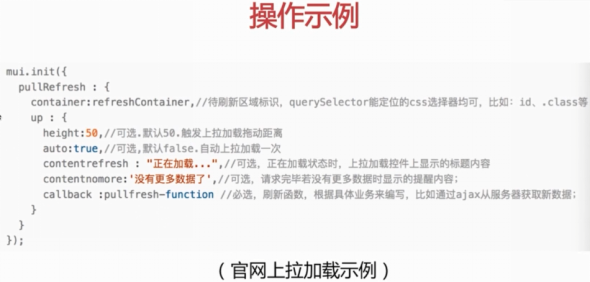 操作示例
mui.init({
pullRefresh : {
container:refreshContainer,//待刷新区域标识，querySelector能定位的css选择器均可，比如：id、.class等
up : {
height:50,//可选.默认50.触发上拉加载拖动距离
auto:true,//可选,默认false.自动上拉加载一次
contentrefresh : "正在加载...",//可选，正在加载状态时，上拉加载控件上显示的标题内容
contentnomore:'没有更多数据了',//可选，请求完毕若没有更多数据时显示的提醒内容；
callback :pullfresh-function //必选，刷新函数，根据具体业务来编写，比如通过ajax从服务器获取新数据；
}
}
});
（官网上拉加载示例）